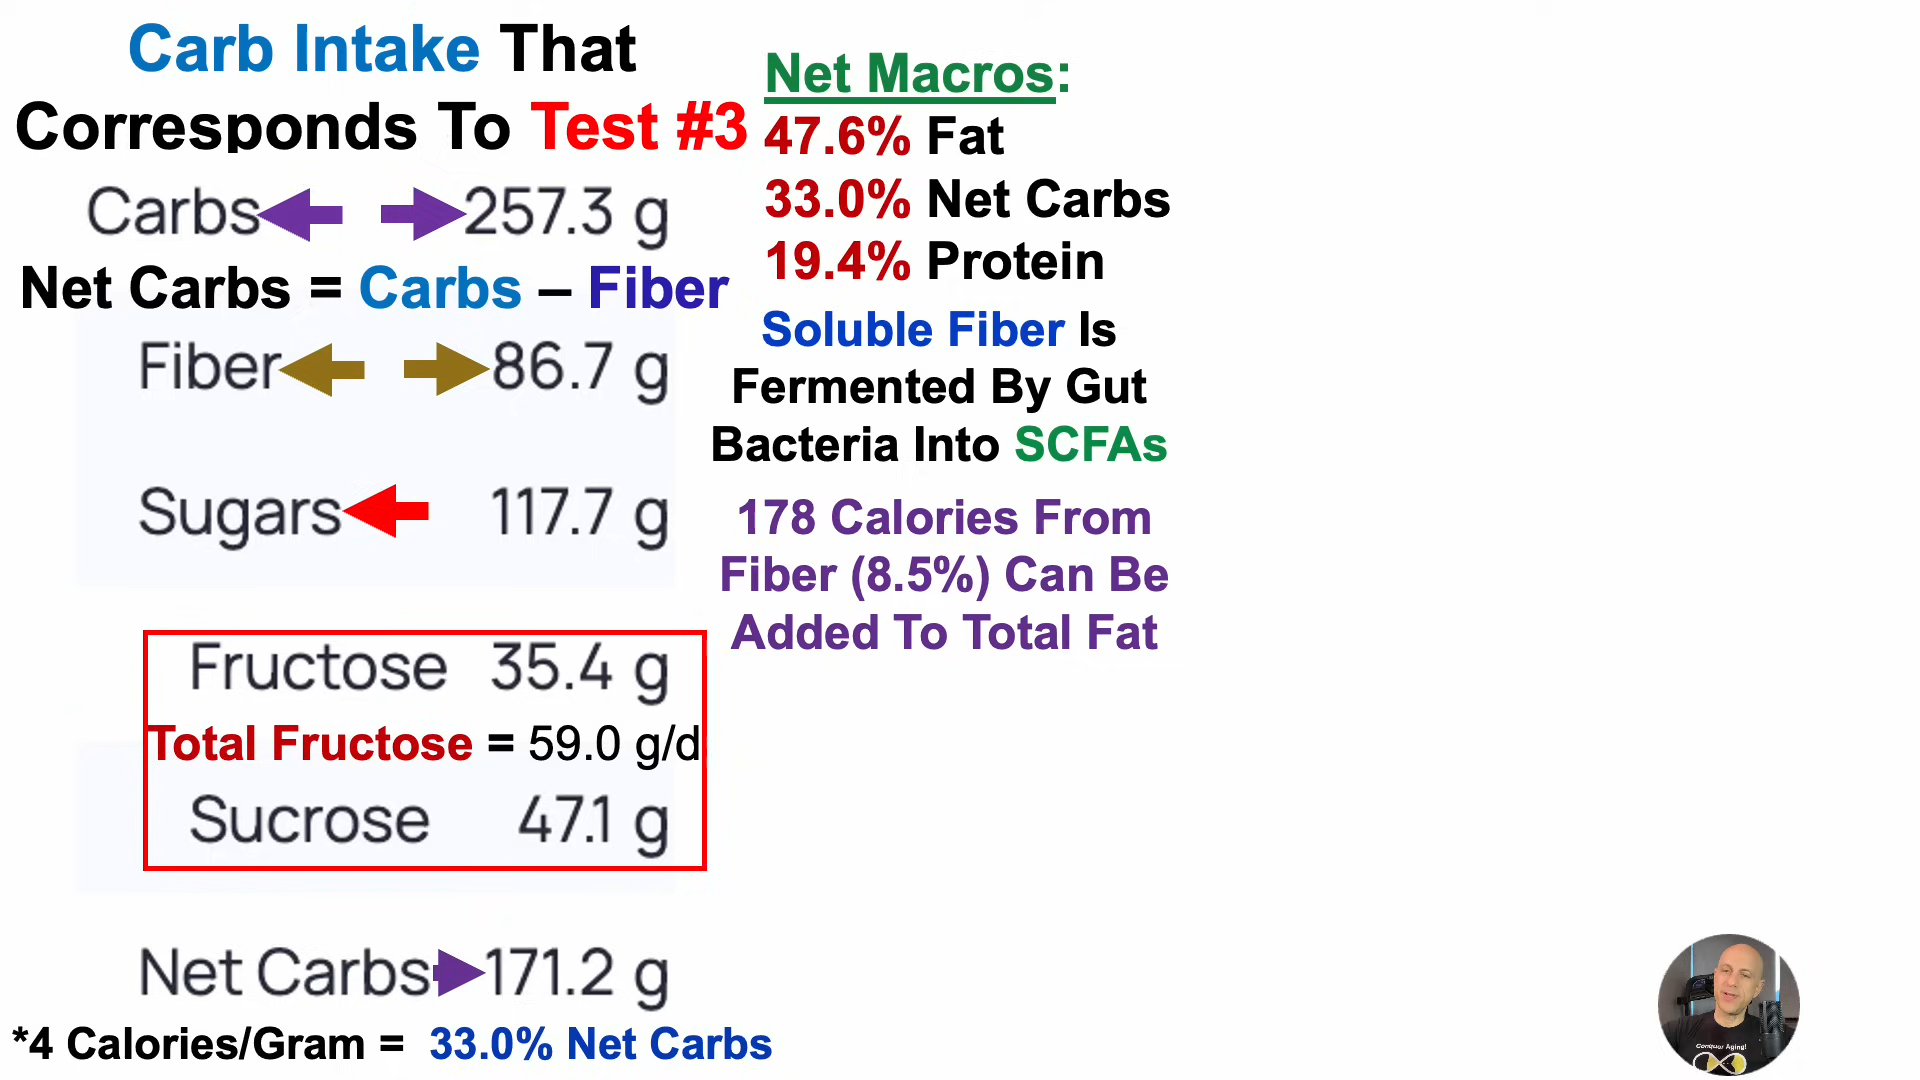 Carb Intake That
Corresponds To Test #3
Carbs 257.3 g
Net Carbs = Carbs – Fiber
Fiber 86.7 g
Sugars 117.7 g
Fructose 35.4 g
Total Fructose = 59.0 g/d
Sucrose 47.1 g
Net Carbs 171.2 g
*4 Calories/Gram = 33.0% Net Carbs
Net Macros:
47.6% Fat
33.0% Net Carbs
19.4% Protein
Soluble Fiber Is
Fermented By Gut
Bacteria Into SCFAs
178 Calories From
Fiber (8.5%) Can Be
Added To Total Fat
Conquer Aging!